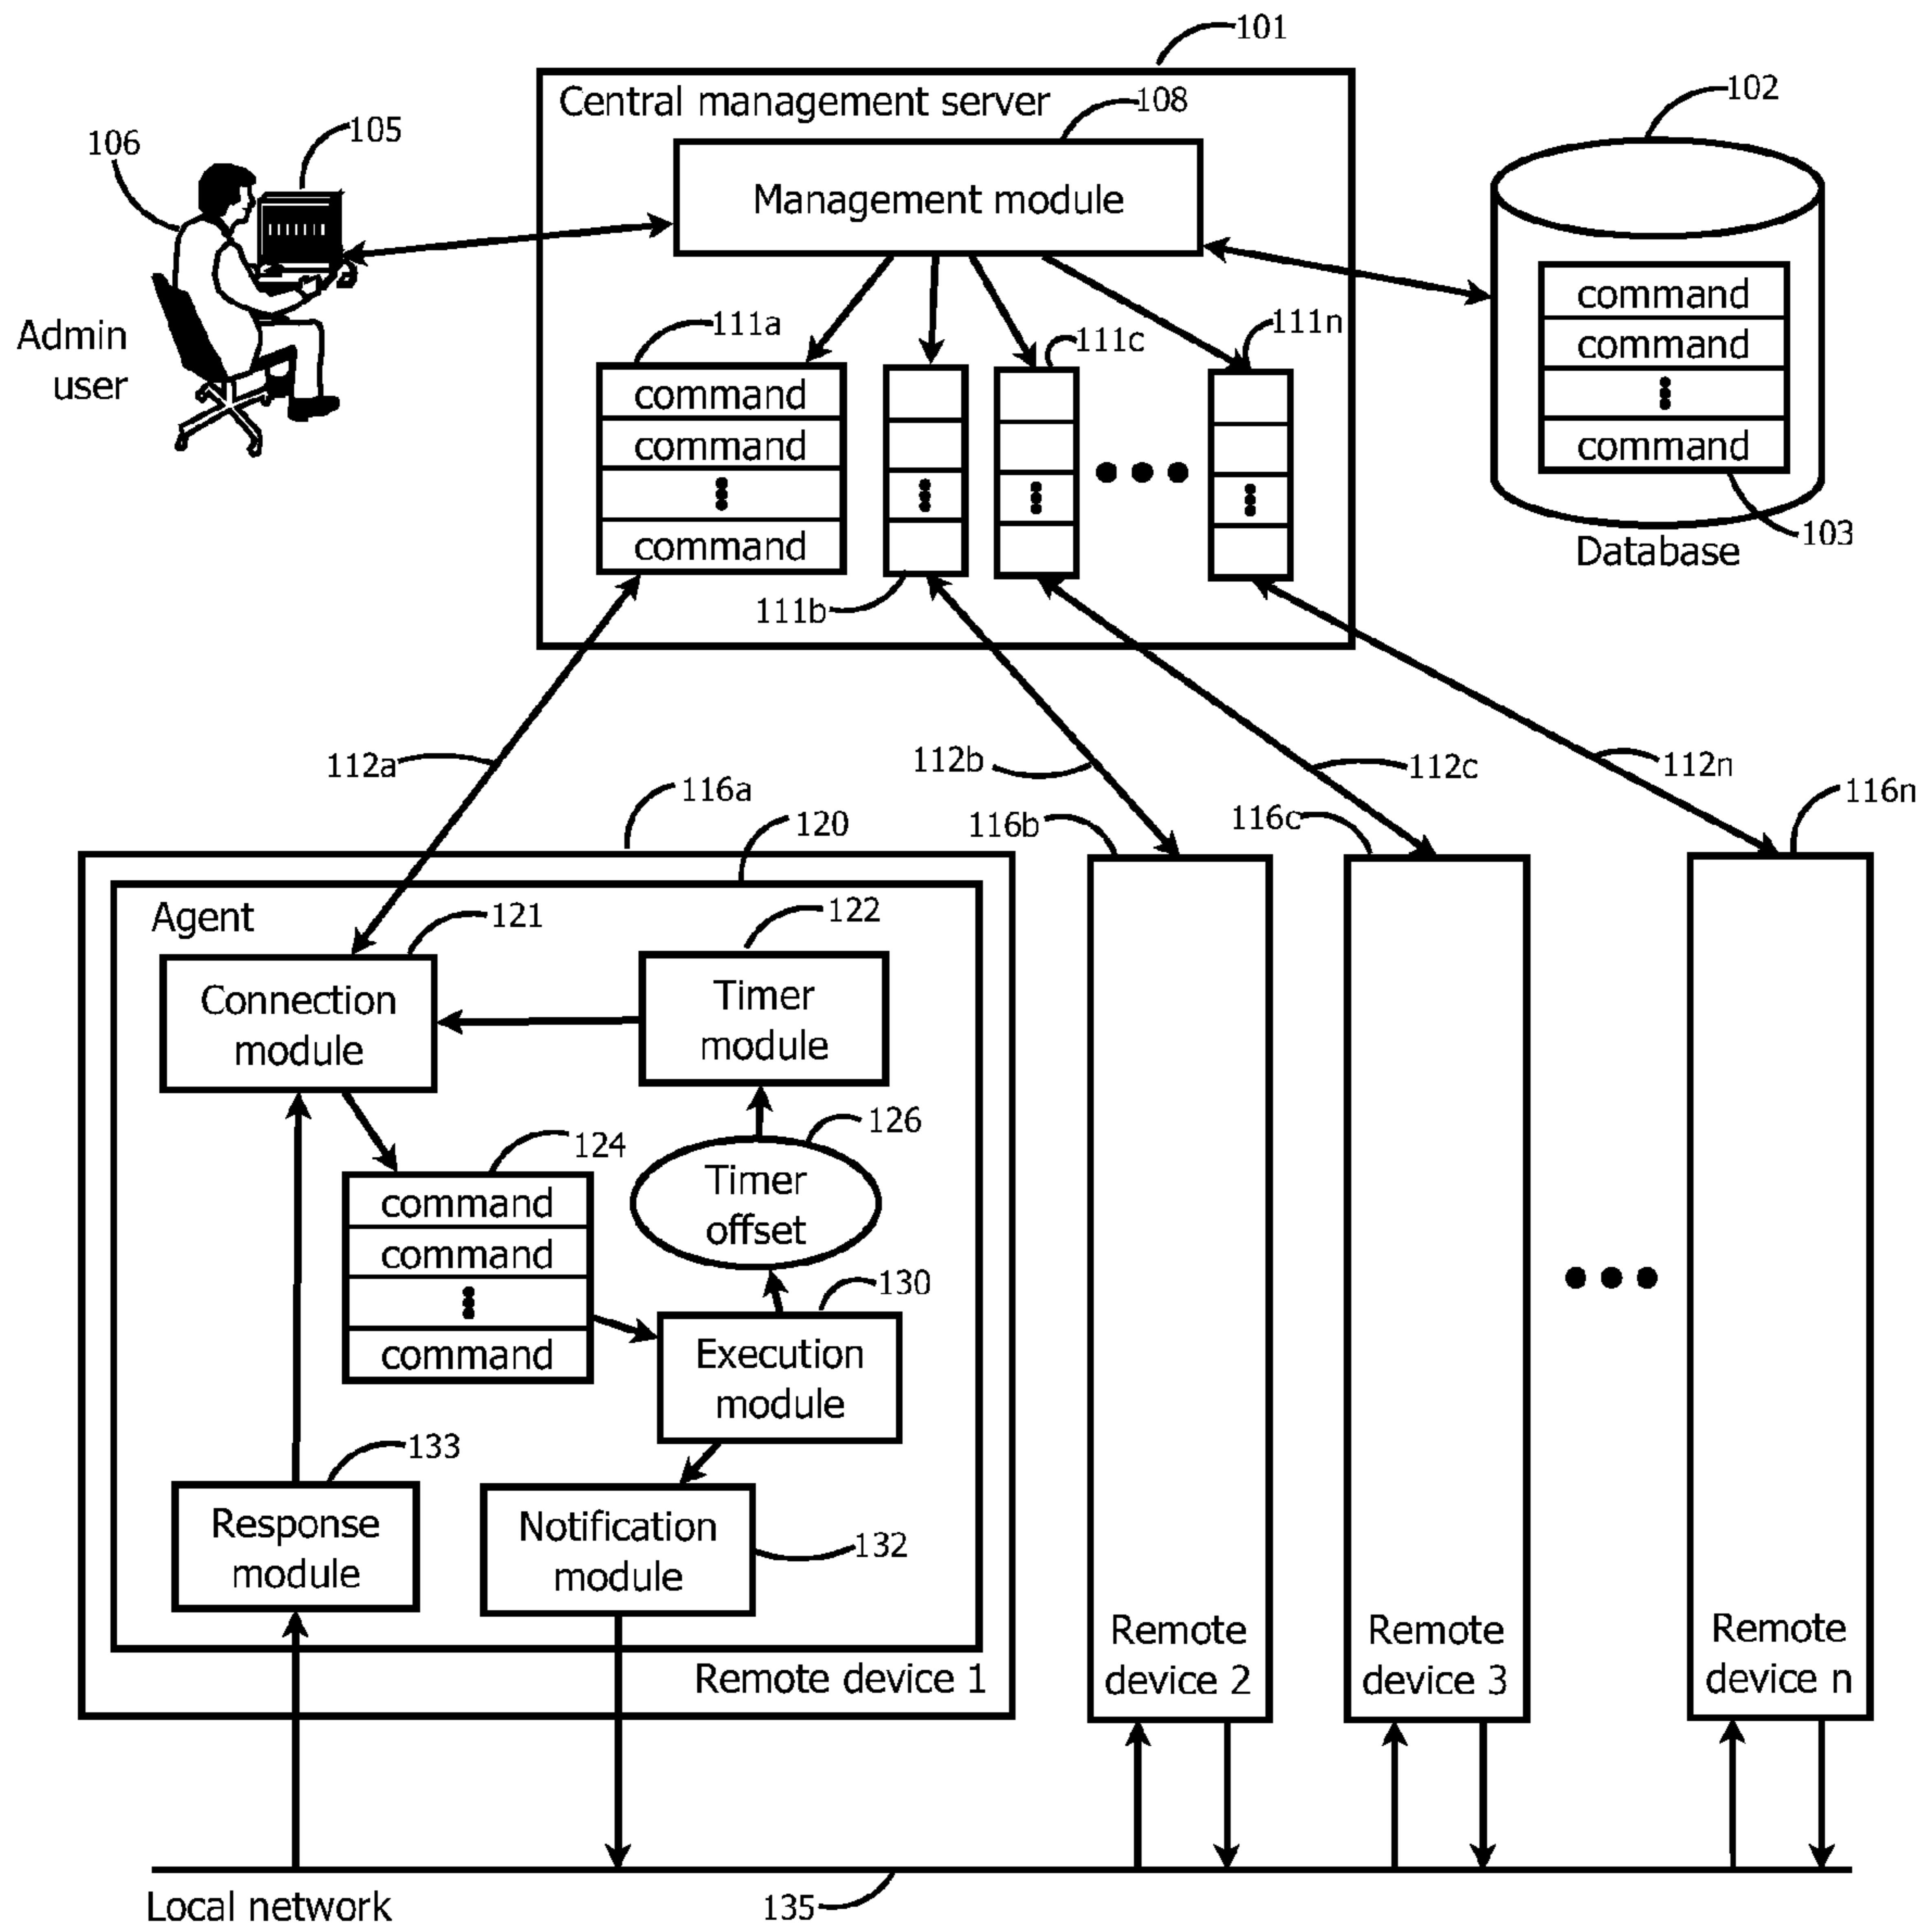 101
Central management server
108
102
105
106
Management module
command
command
command
103
Database
Admin
user
111a
111c
111n
command
command
command
111b
112a
112b
112c
112n
116a
116b
116c
116n
120
Agent
121
122
Connection
module
Timer
module
126
124
Timer
offset
command
command
command
130
Execution
module
133
Response
module
Notification
module
132
Remote device 1
Remote
device 2
Remote
device 3
Remote
device n
Local network
135